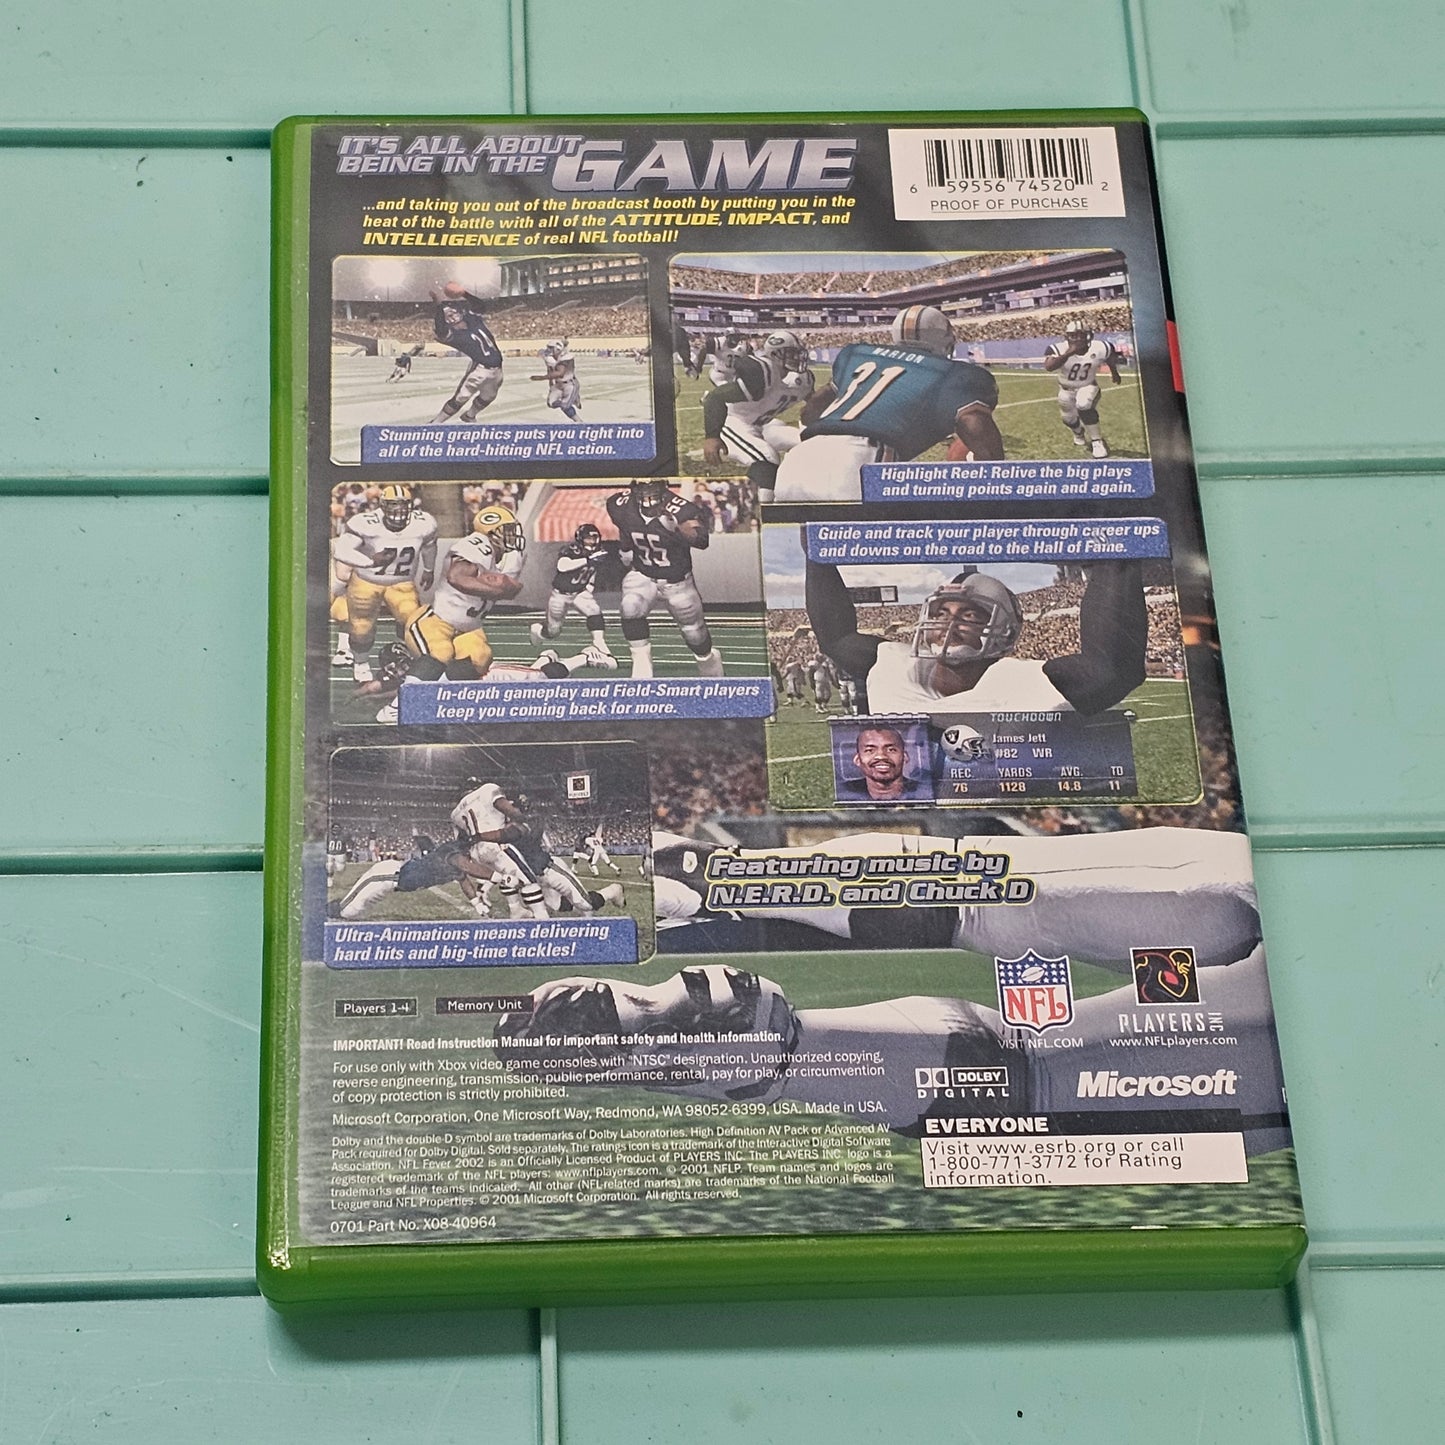 IT'S ALL ABOUT
BEING IN THE GAME
...and taking you out of the broadcast booth by putting you in the
heat of the battle with all of the ATTITUDE, IMPACT, and
INTELLIGENCE of real NFL football!
6 59556 74520 2
PROOF OF PURCHASE
21
MARION
31
83
Stunning graphics puts you right into
all of the hard-hitting NFL action.
Highlight Reel: Relive the big plays
and turning points again and again.
72
33
55
In-depth gameplay and Field-Smart players
keep you coming back for more.
Guide and track your player through career ups
and downs on the road to the Hall of Fame.
TOUCHDOWN
James Jett
#82 WR
REC. YARDS AVG. TD
76 1128 14.8 11
Ultra-Animations means delivering
hard hits and big-time tackles!
Featuring music by
N.E.R.D. and Chuck D
Players 1-4
Memory Unit
NFL
VISIT NFL.COM
PLAYERS INC
www.NFLplayers.com
IMPORTANT! Read Instruction Manual for important safety and health information.
For use only with Xbox video game consoles with "NTSC" designation. Unauthorized copying,
reverse engineering, transmission, public performance, rental, pay for play, or circumvention
of copy protection is strictly prohibited.
Microsoft Corporation, One Microsoft Way, Redmond, WA 98052-6399, USA. Made in USA.
Dolby and the double-D symbol are trademarks of Dolby Laboratories. High Definition AV Pack or Advanced AV
Pack required for Dolby Digital. Sold separately. The ratings icon is a trademark of the Interactive Digital Software
Association. NFL Fever 2002 is an Officially Licensed Product of PLAYERS INC. The PLAYERS INC. logo is a
registered trademark of the NFL players: www.nflplayers.com. © 2001 NFLP. Team names and logos are
trademarks of the teams indicated. All other (NFL-related marks) are trademarks of the National Football
League and NFL Properties. © 2001 Microsoft Corporation. All rights reserved.
0701 Part No. X08-40964
DOLBY
DIGITAL
Microsoft
EVERYONE
Visit www.esrb.org or call
1-800-771-3772 for Rating
information.